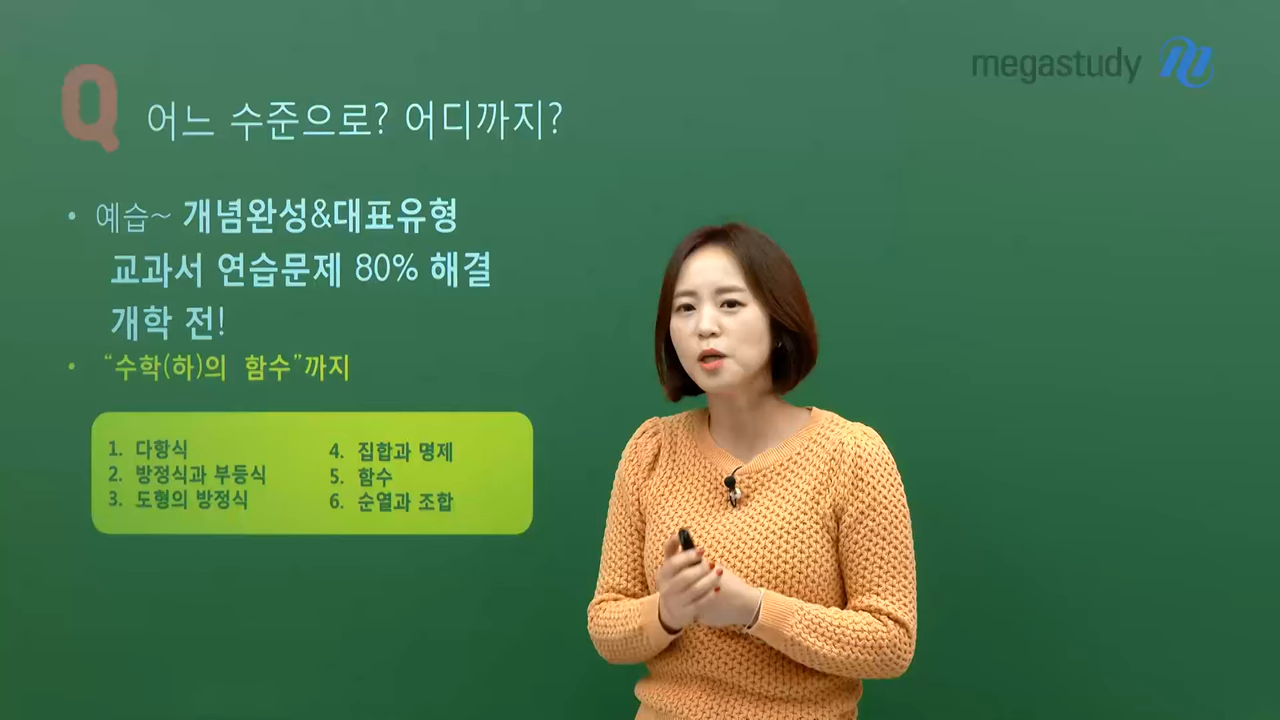 megastudy
Q 어느 수준으로? 어디까지?
• 예습~ 개념완성&대표유형
교과서 연습문제 80% 해결
개학 전!
• “수학(하)의 함수”까지
1. 다항식
2. 방정식과 부등식
3. 도형의 방정식
4. 집합과 명제
5. 함수
6. 순열과 조합